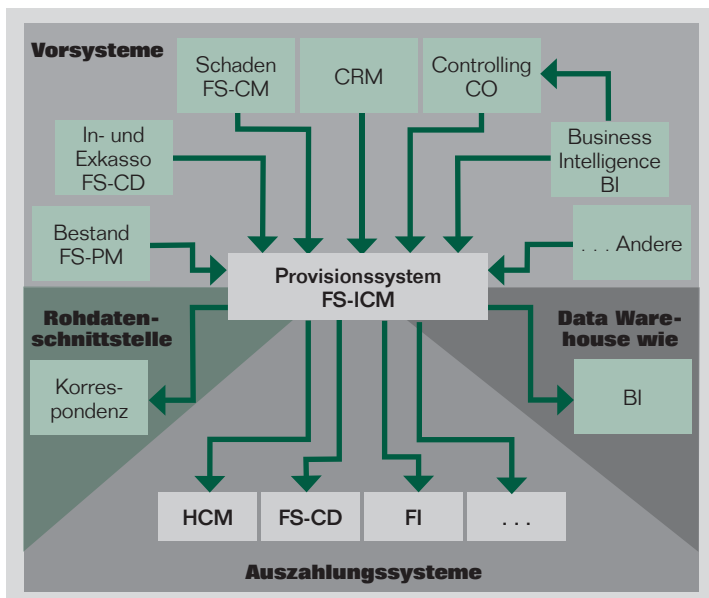 Vorsysteme
Schaden
FS-CM
CRM
Controlling
CO
In- und
Exkasso
FS-CD
Business
Intelligence
BI
Bestand
FS-PM
. . . Andere
Provisionssystem
FS-ICM
Rohdaten-
schnittstelle
Data Ware-
house wie
Korres-
pondenz
BI
HCM
FS-CD
FI
. . .
Auszahlungssysteme